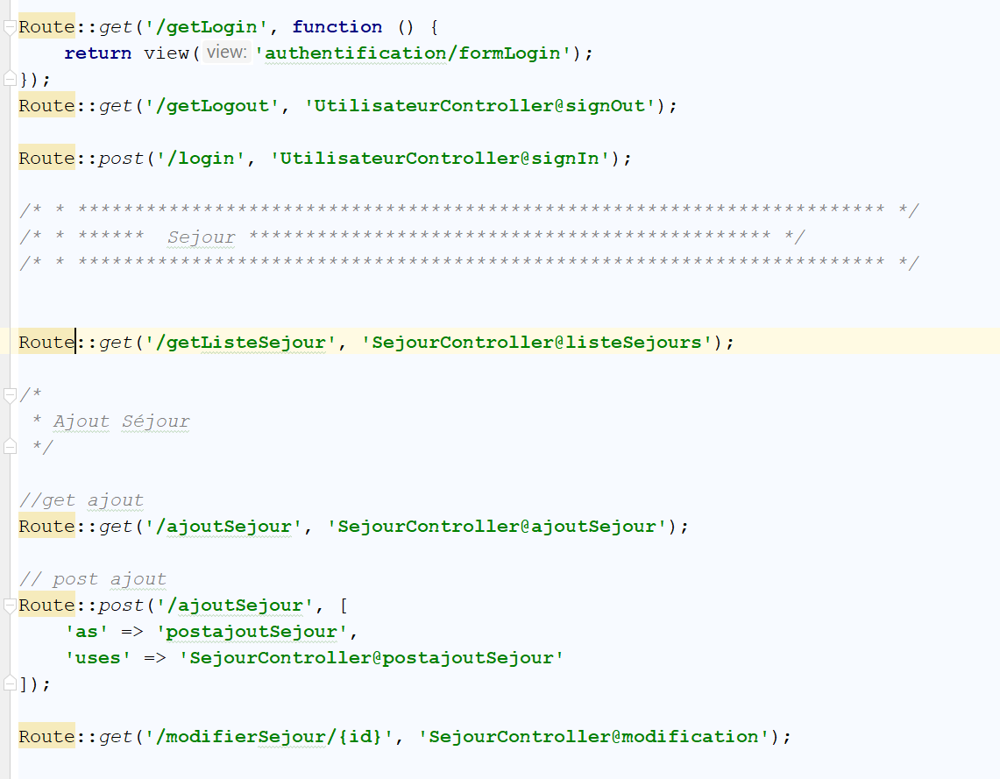 Route::get('/getLogin', function () {
    return view( view: 'authentification/formLogin');
});
Route::get('/getLogout', 'UtilisateurController@signOut');
Route::post('/login', 'UtilisateurController@signIn');
/* * *********************************************************************** */
/* * ****** Sejour ********************************************** */
/* * *********************************************************************** */
Route::get('/getListeSejour', 'SejourController@listeSejours');
/*
 * Ajout Séjour
 */
//get ajout
Route::get('/ajoutSejour', 'SejourController@ajoutSejour');
// post ajout
Route::post('/ajoutSejour', [
    'as' => 'postajoutSejour',
    'uses' => 'SejourController@postajoutSejour'
]);
Route::get('/modifierSejour/{id}', 'SejourController@modification');